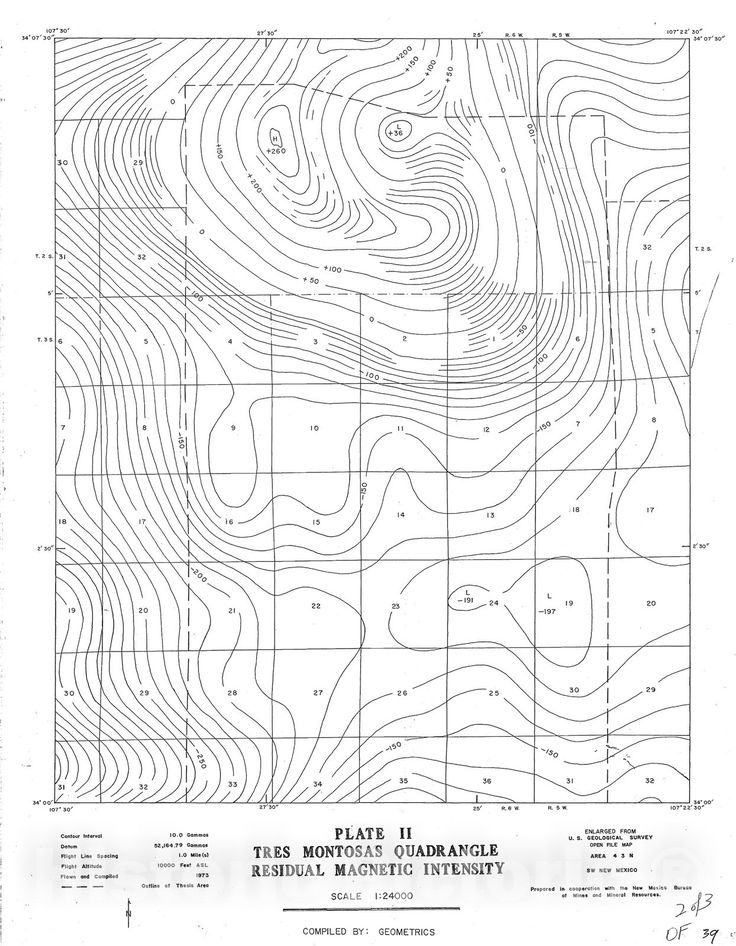 107°30" 27'30" 25' R. 6 W. R. 5 W. 107°22'30"
34°07'30" 34°07'30"
+200
+150
+100
+50
0
-100
L
+36
H
+260
+150
30 29
+200
0
0
32
T. 2 S. 31 32 T. 2 S.
+100
+50
5' -100 5'
0
-50
T. 3 S. 6 5 4 3 2 1 6 5 T.
-100
-100
7 8 9 10 11 12 7 8
-150
-150
-150
18 17 16 15 14 13 18 17
2'30" 2'30"
-200
L L
-191 -197
19 20 21 22 23 24 19 20
30 29 28 27 26 25 30 29
-150
-150
-250
31 32 33 34 35 36 31 32
34°00' 34°00'
107°30" 27'30" 25' R. 6 W. R. 5 W. 107°22'30"
Contour Interval 10.0 Gammas
Datum 52,164.79 Gammas
Flight Line Spacing 1.0 Mile(s)
Flight Altitude 10000 Feet ASL
Flown and Compiled 1973
Outline of Thesis Area
N
PLATE II
TRES MONTOSAS QUADRANGLE
RESIDUAL MAGNETIC INTENSITY
SCALE 1:24000
COMPILED BY: GEOMETRICS
ENLARGED FROM
U. S. GEOLOGICAL SURVEY
OPEN FILE MAP
AREA 4 3 N
SW NEW MEXICO
Prepared in cooperation with the New Mexico Bureau
of Mines and Mineral Resources.
2 of 3
OF 39